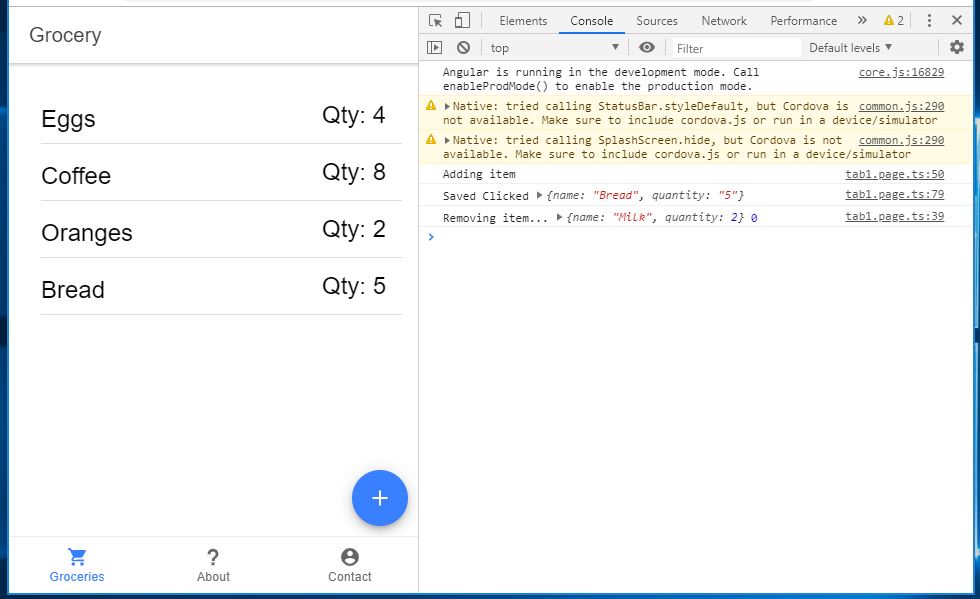 Grocery
Eggs Qty: 4
Coffee Qty: 8
Oranges Qty: 2
Bread Qty: 5
+
Groceries
?
About
Contact
Elements Console Sources Network Performance » 2
top Filter Default levels
Angular is running in the development mode. Call core.js:16829
enableProdMode() to enable the production mode.
Native: tried calling StatusBar.styleDefault, but Cordova is common.js:290
not available. Make sure to include cordova.js or run in a device/simulator
Native: tried calling SplashScreen.hide, but Cordova is not common.js:290
available. Make sure to include cordova.js or run in a device/simulator
Adding item tab1.page.ts:50
Saved Clicked {name: "Bread", quantity: "5"} tab1.page.ts:79
Removing item... {name: "Milk", quantity: 2} 0 tab1.page.ts:39